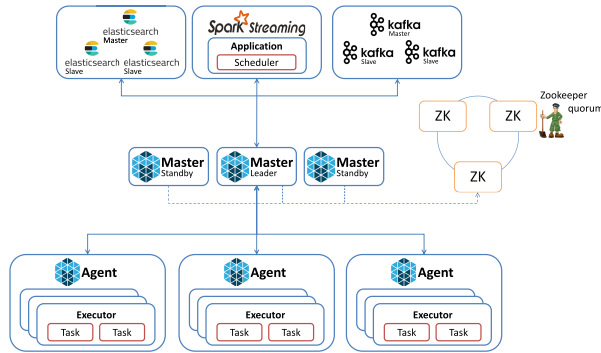 elasticsearch
Master
elasticsearch
Slave
elasticsearch
Slave
Spark Streaming
Application
Scheduler
kafka
Master
kafka
Slave
kafka
Slave
Zookeeper
quorum
ZK
ZK
ZK
Master
Standby
Master
Leader
Master
Standby
Agent
Executor
Task
Task
Agent
Executor
Task
Task
Agent
Executor
Task
Task